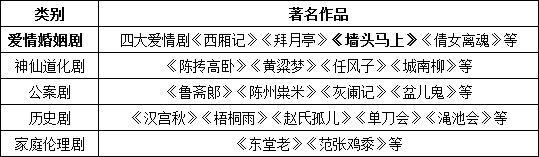 类别 著名作品
爱情婚姻剧 四大爱情剧《西厢记》《拜月亭》《墙头马上》《倩女离魂》等
神仙道化剧 《陈抟高卧》《黄粱梦》《任风子》《城南柳》等
公案剧 《鲁斋郎》《陈州粜米》《灰阑记》《盆儿鬼》等
历史剧 《汉宫秋》《梧桐雨》《赵氏孤儿》《单刀会》《渑池会》等
家庭伦理剧 《东堂老》《范张鸡黍》等